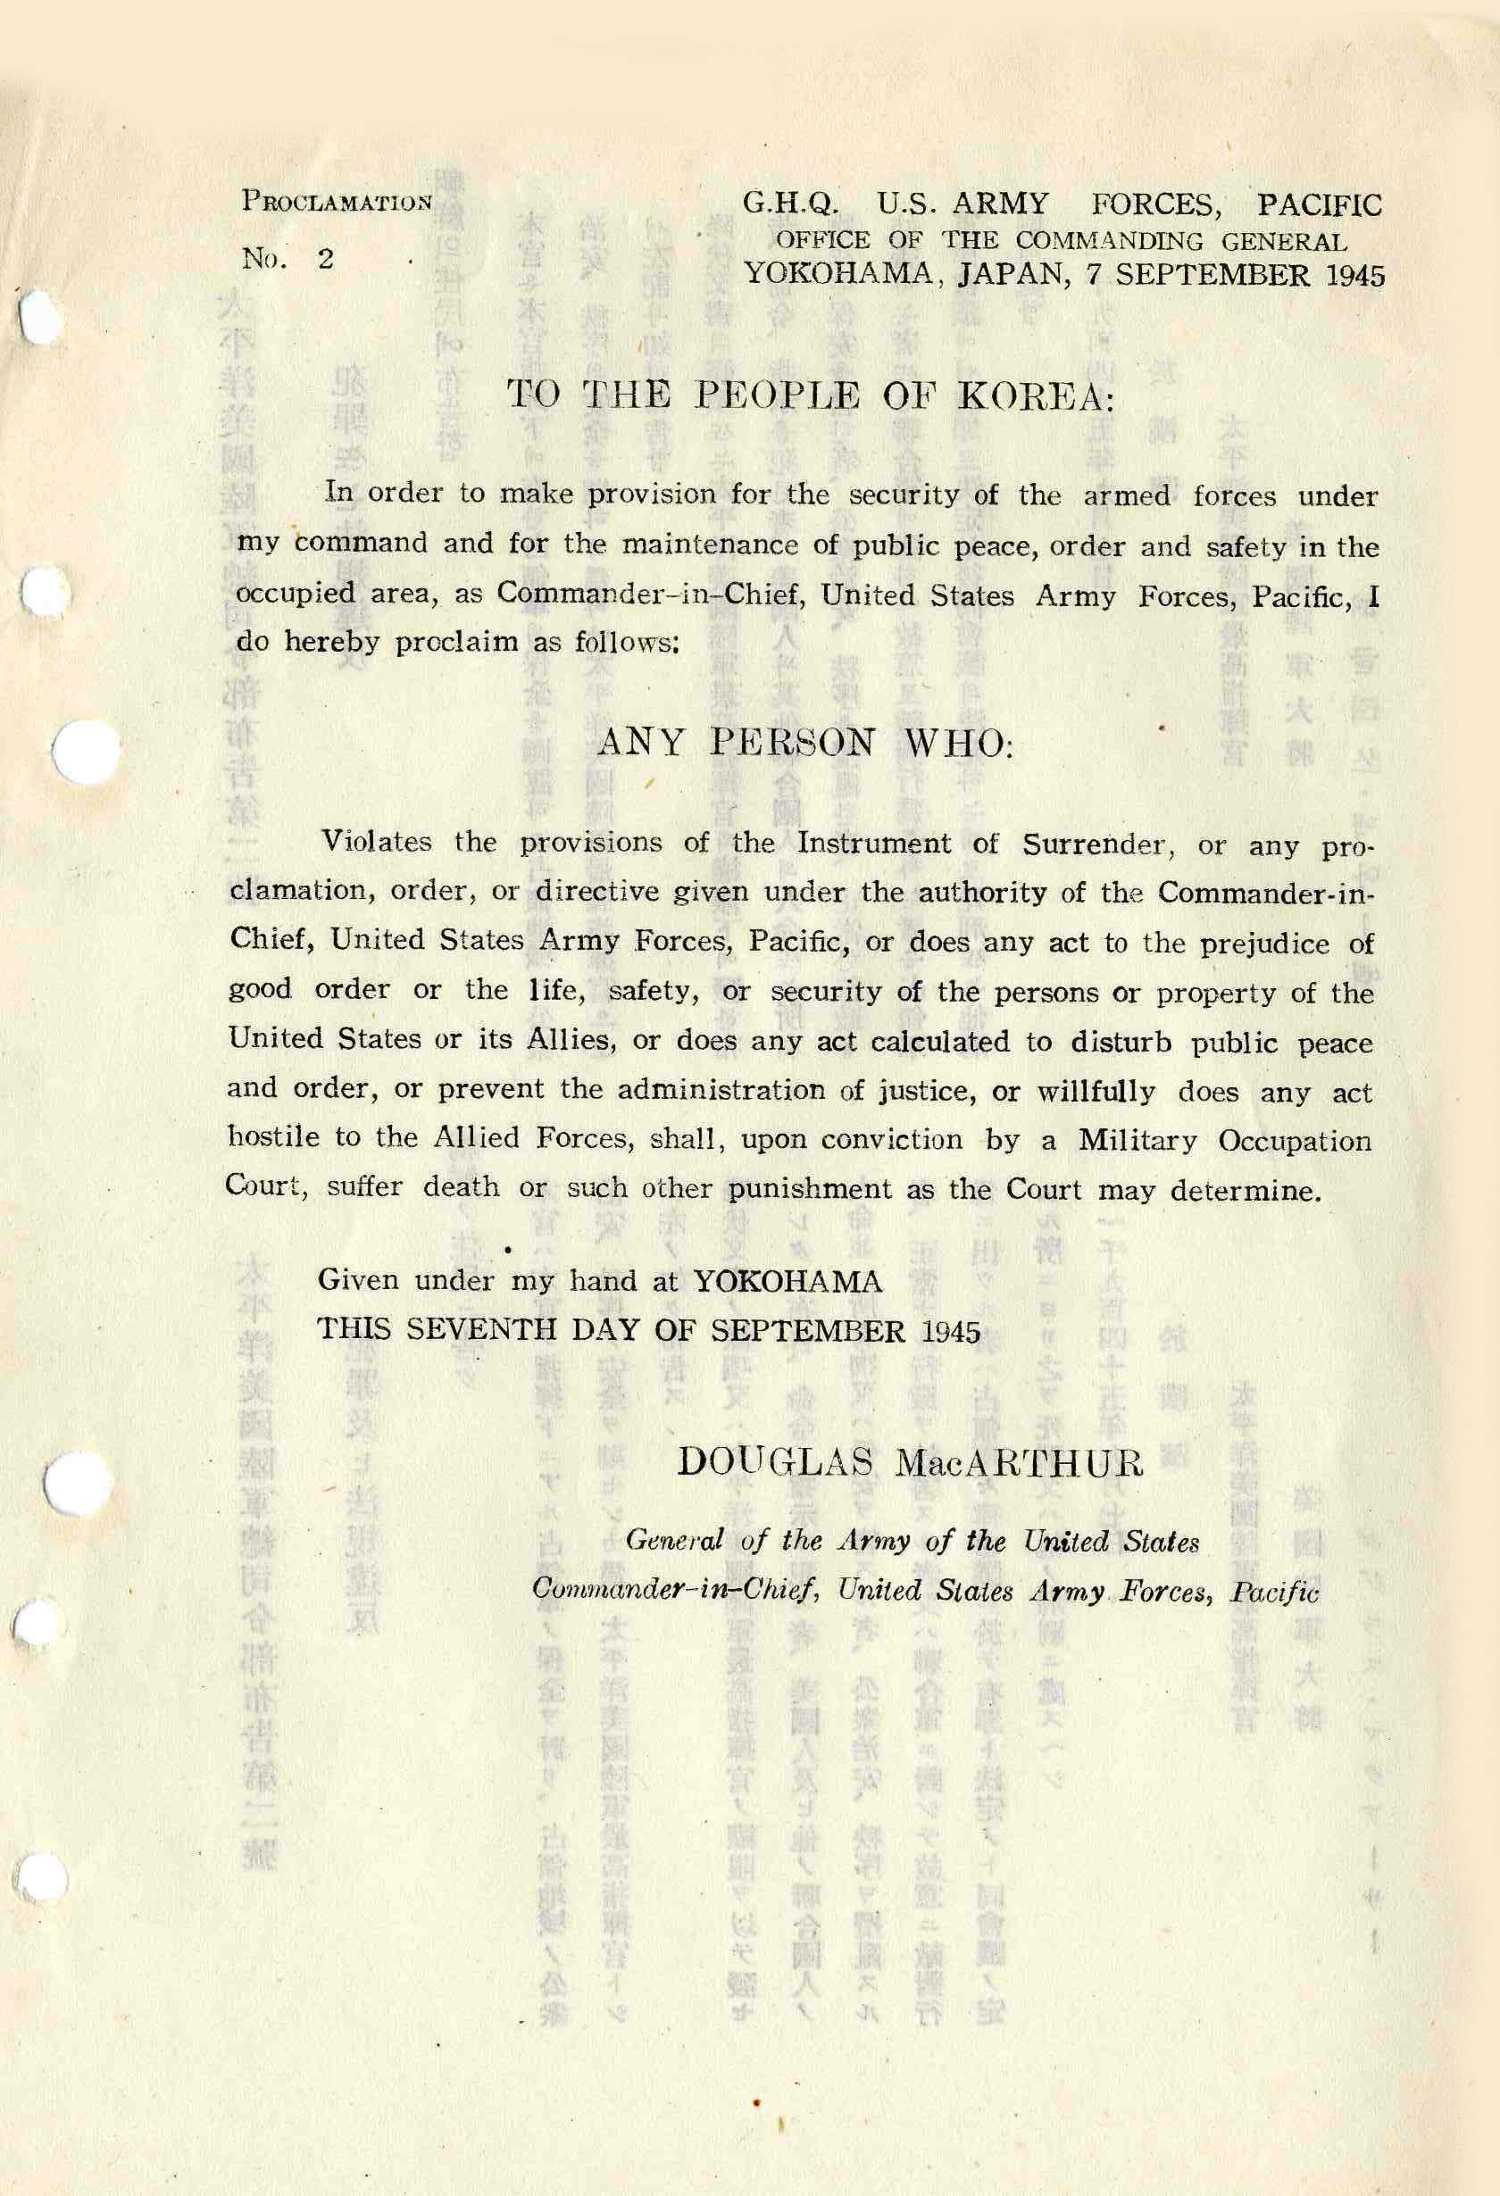 PROCLAMATION
No. 2
G.H.Q. U.S. ARMY FORCES, PACIFIC
OFFICE OF THE COMMANDING GENERAL
YOKOHAMA, JAPAN, 7 SEPTEMBER 1945
TO THE PEOPLE OF KOREA:
In order to make provision for the security of the armed forces under
my command and for the maintenance of public peace, order and safety in the
occupied area, as Commander-in-Chief, United States Army Forces, Pacific, I
do hereby proclaim as follows:
ANY PERSON WHO:
Violates the provisions of the Instrument of Surrender, or any pro-
clamation, order, or directive given under the authority of the Commander-in-
Chief, United States Army Forces, Pacific, or does any act to the prejudice of
good order or the life, safety, or security of the persons or property of the
United States or its Allies, or does any act calculated to disturb public peace
and order, or prevent the administration of justice, or willfully does any act
hostile to the Allied Forces, shall, upon conviction by a Military Occupation
Court, suffer death or such other punishment as the Court may determine.
Given under my hand at YOKOHAMA
THIS SEVENTH DAY OF SEPTEMBER 1945
DOUGLAS MacARTHUR
General of the Army of the United States
Commander-in-Chief, United States Army Forces, Pacific